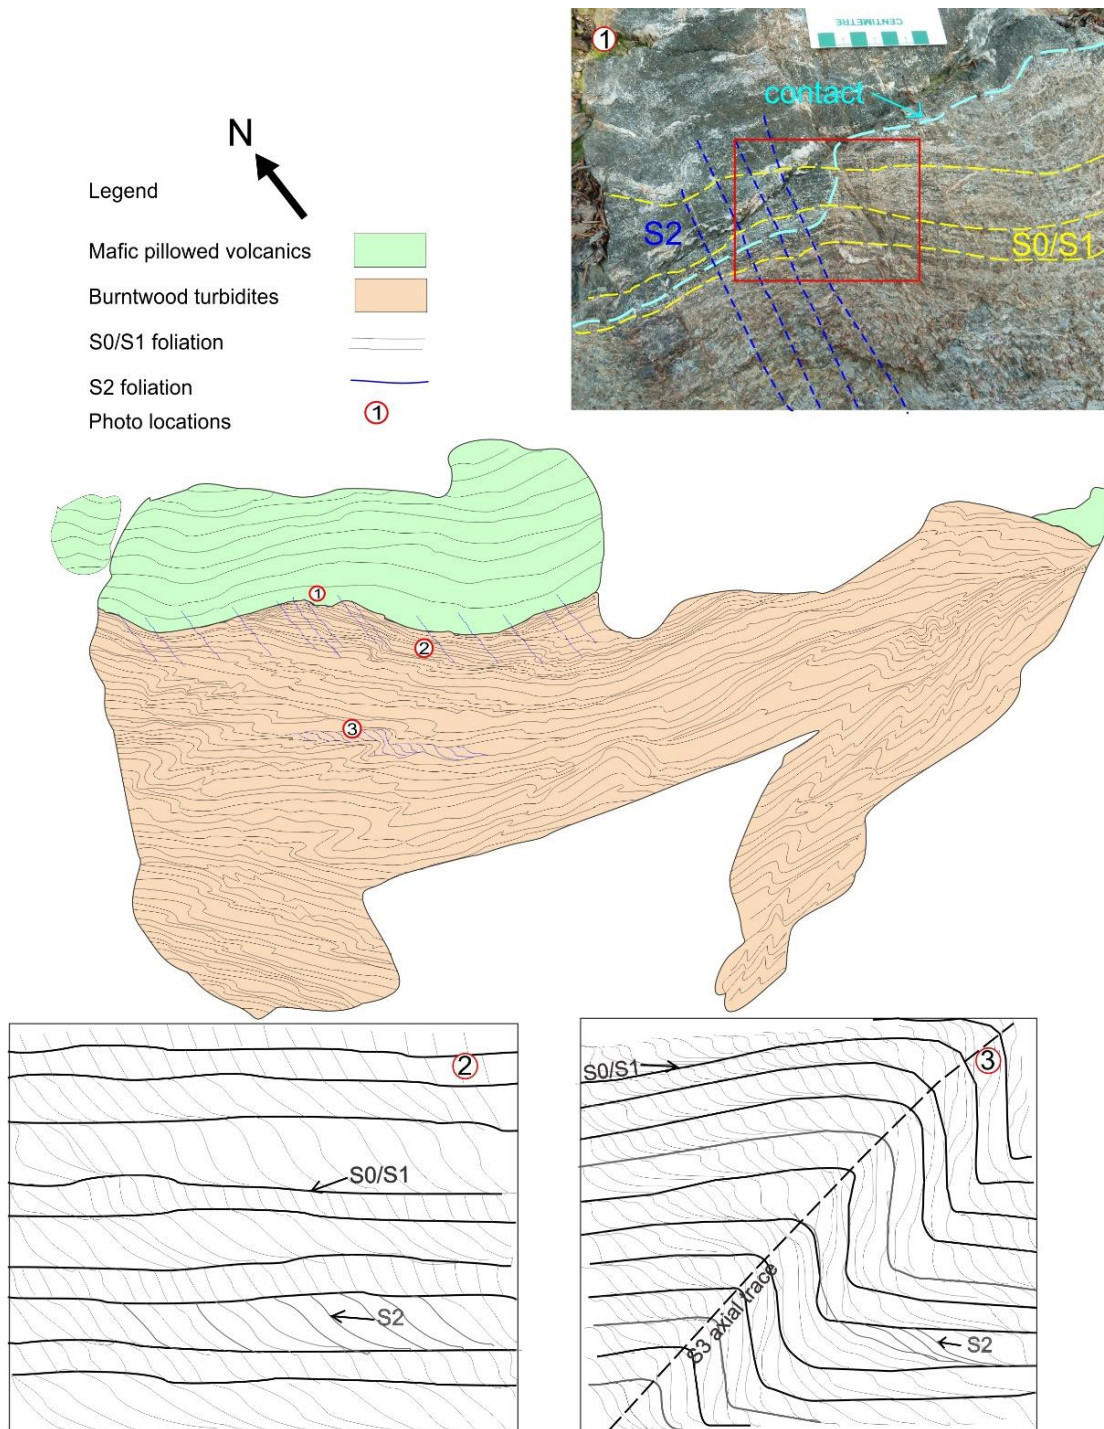 N
Legend
Mafic pillowed volcanics
Burntwood turbidites
S0/S1 foliation
S2 foliation
Photo locations
1
1
CENTIMETRE
contact
S2
S0/S1
1
2
3
2
S0/S1
S2
3
S0/S1
S3 axial trace
S2